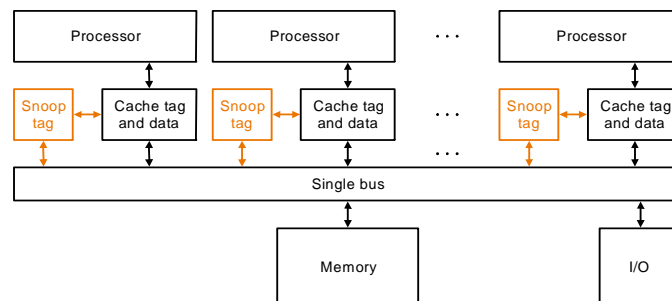 Processor
Processor
. . .
Processor
Snoop
tag
Cache tag
and data
Snoop
tag
Cache tag
and data
. . .
Snoop
tag
Cache tag
and data
. . .
Single bus
Memory
I/O